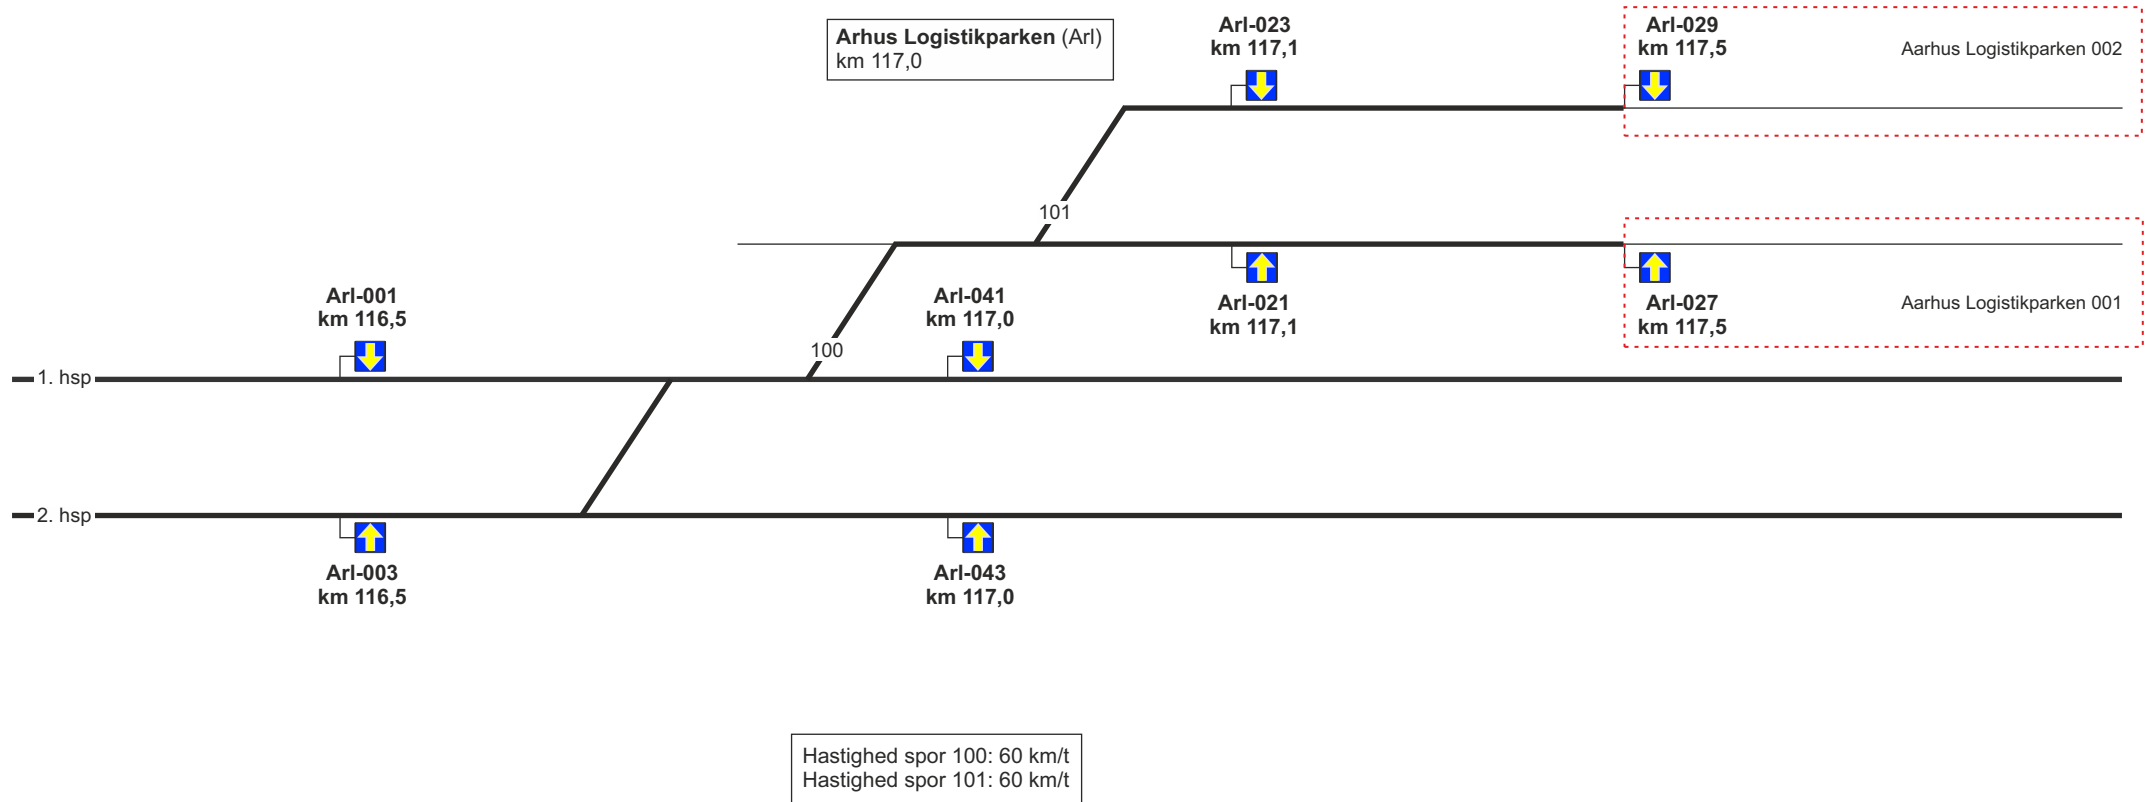 Arhus Logistikparken (Arl)
km 117,0
Arl-023
km 117,1
Arl-029
km 117,5
Aarhus Logistikparken 002
101
Arl-001
km 116,5
Arl-041
km 117,0
Arl-021
km 117,1
Arl-027
km 117,5
Aarhus Logistikparken 001
100
1. hsp
2. hsp
Arl-003
km 116,5
Arl-043
km 117,0
Hastighed spor 100: 60 km/t
Hastighed spor 101: 60 km/t